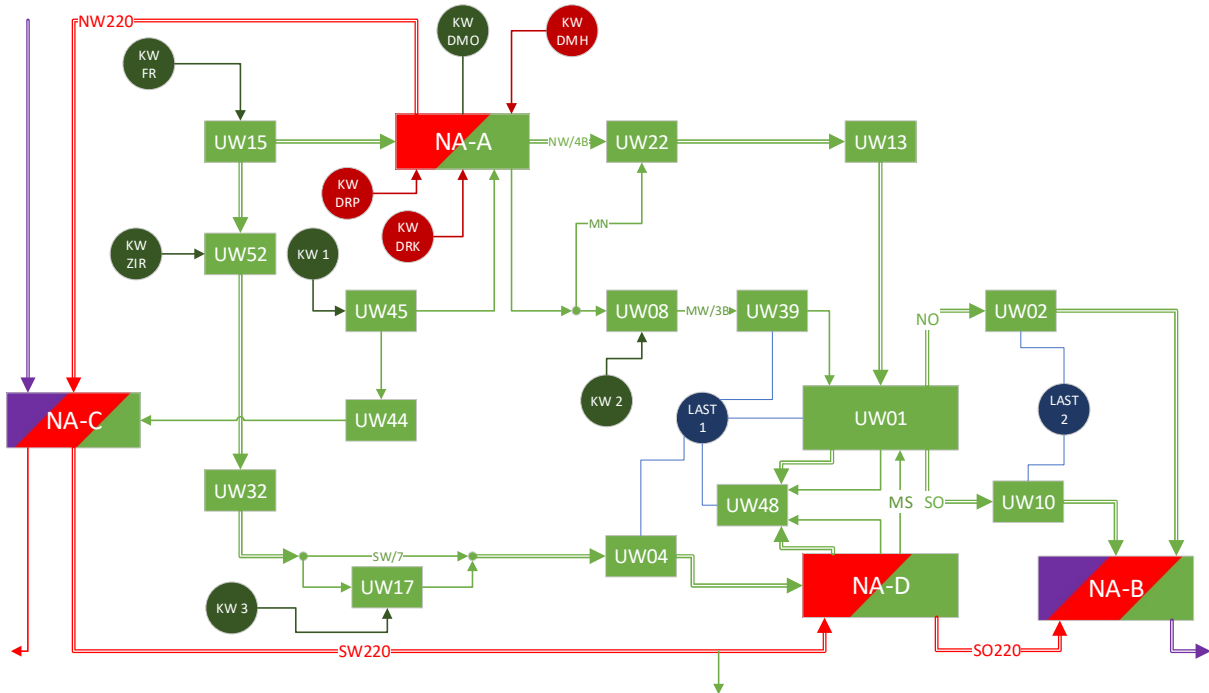 NW220
KW
DMO
KW
DMH
KW
FR
UW15
NA-A
NW/4B
UW22
UW13
KW
DRP
KW
DRK
MN
KW
ZIR
UW52
KW 1
UW45
UW08
MW/3B
UW39
NO
UW02
KW 2
NA-C
UW44
LAST
1
UW01
LAST
2
UW32
UW48
MS
SO
UW10
SW/7
UW04
UW17
NA-D
NA-B
KW 3
SW220
SO220